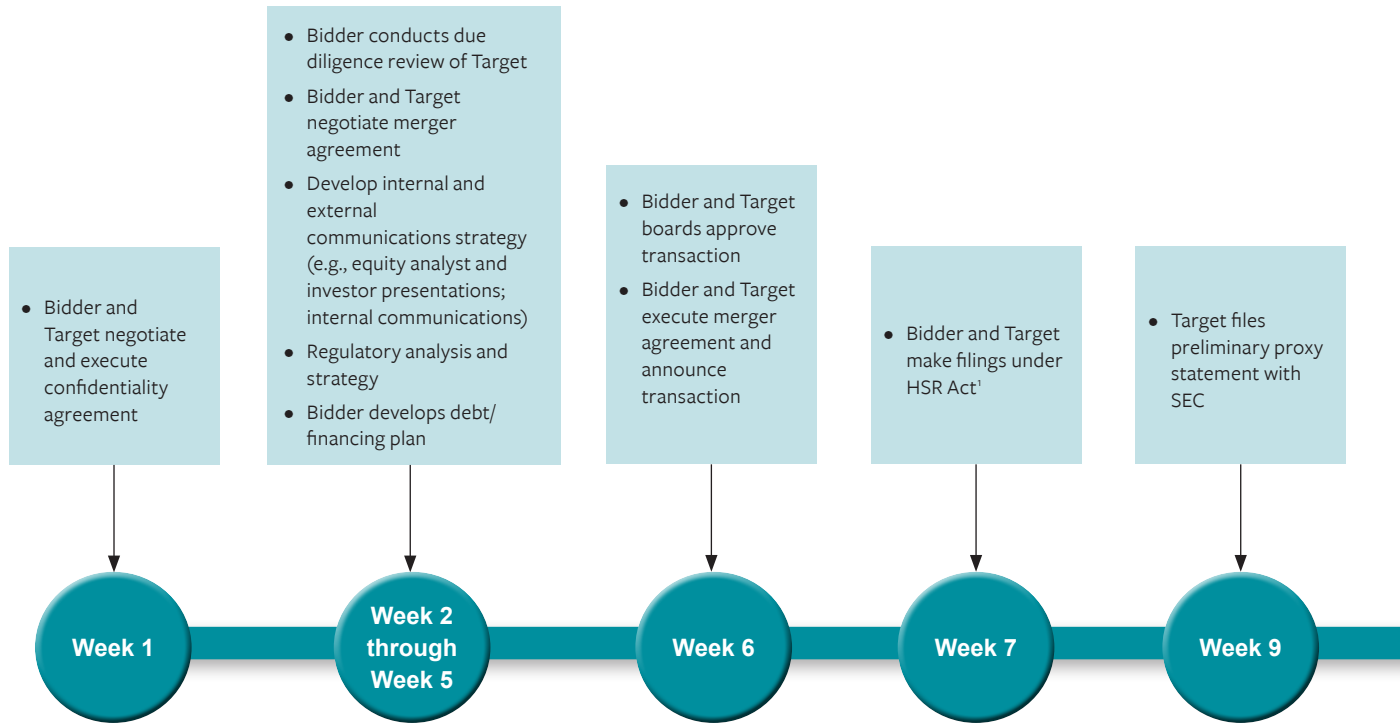 ● Bidder and
Target negotiate
and execute
confidentiality
agreement
● Bidder conducts due
diligence review of Target
● Bidder and Target
negotiate merger
agreement
● Develop internal and
external
communications strategy
(e.g., equity analyst and
investor presentations;
internal communications)
● Regulatory analysis and
strategy
● Bidder develops debt/
financing plan
● Bidder and Target
boards approve
transaction
● Bidder and Target
execute merger
agreement and
announce
transaction
● Bidder and Target
make filings under
HSR Act¹
● Target files
preliminary proxy
statement with
SEC
Week 1
Week 2
through
Week 5
Week 6
Week 7
Week 9